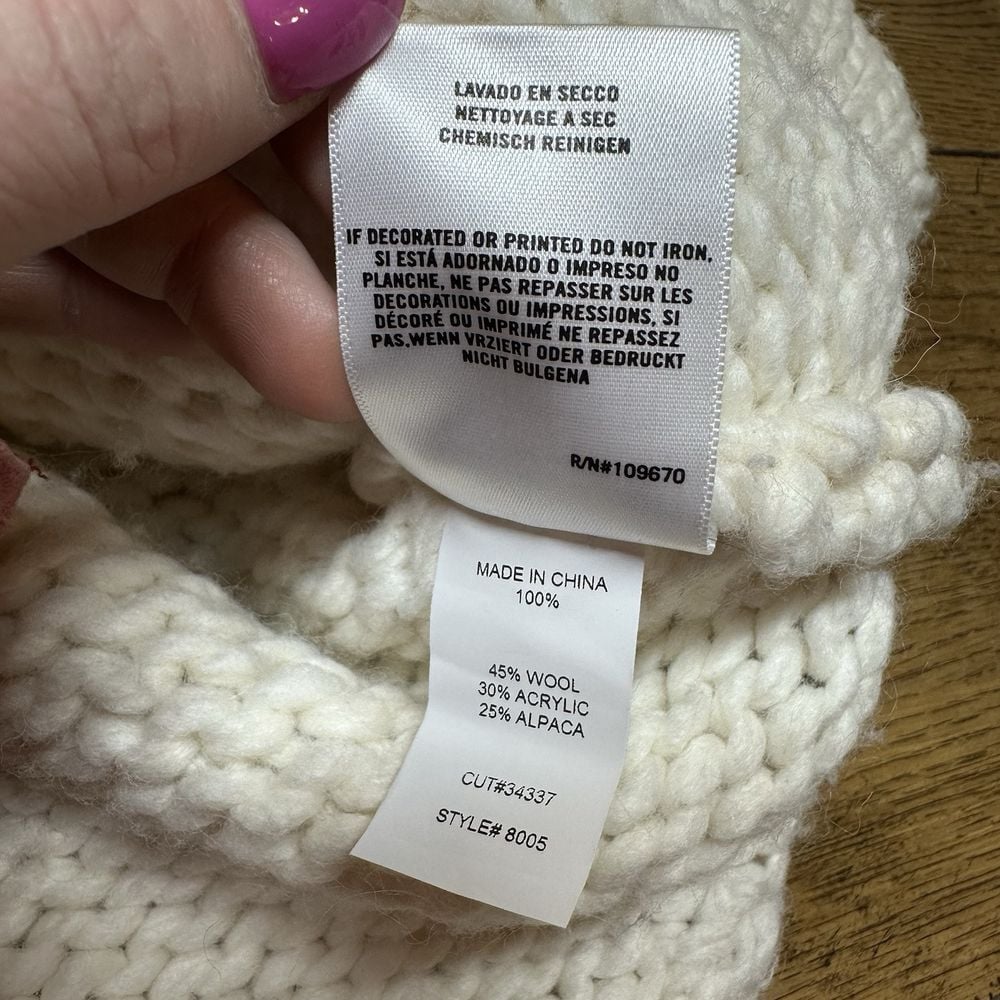 LAVADO EN SECCO
NETTOYAGE A SEC
CHEMISCH REINIGEN
IF DECORATED OR PRINTED DO NOT IRON.
SI ESTÁ ADORNADO O IMPRESO NO
PLANCHE, NE PAS REPASSER SUR LES
DECORATIONS OU IMPRESSIONS, SI
DÉCORÉ OU IMPRIMÉ NE REPASSEZ
PAS,WENN VRZIERT ODER BEDRUCKT
NICHT BULGENA
R/N#109670
MADE IN CHINA
100%
45% WOOL
30% ACRYLIC
25% ALPACA
CUT#34337
STYLE# 8005